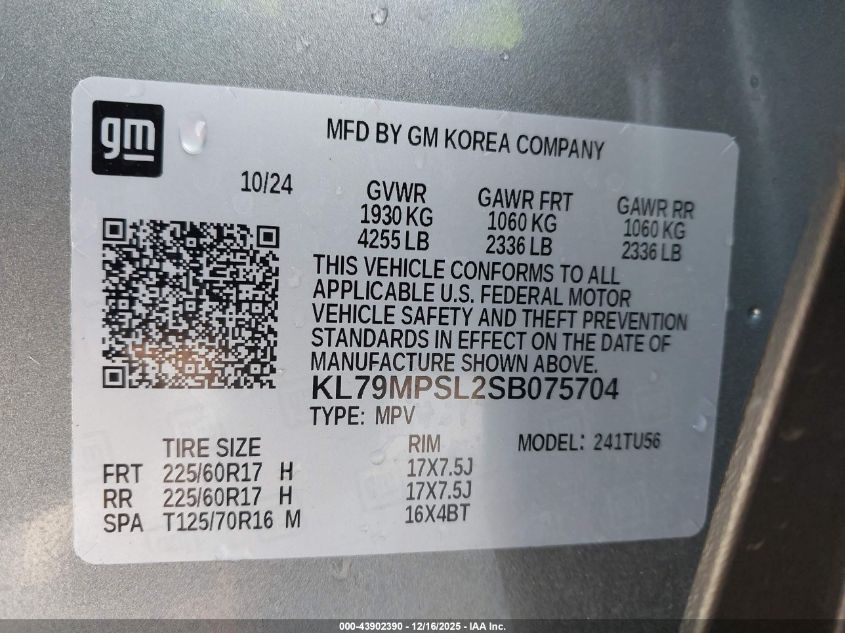 gm
MFD BY GM KOREA COMPANY
10/24
GVWR GAWR FRT GAWR RR
1930 KG 1060 KG 1060 KG
4255 LB 2336 LB 2336 LB
THIS VEHICLE CONFORMS TO ALL
APPLICABLE U.S. FEDERAL MOTOR
VEHICLE SAFETY AND THEFT PREVENTION
STANDARDS IN EFFECT ON THE DATE OF
MANUFACTURE SHOWN ABOVE.
KL79MPSL2SB075704
TYPE: MPV
TIRE SIZE RIM MODEL: 241TU56
FRT 225/60R17 H 17X7.5J
RR 225/60R17 H 17X7.5J
SPA T125/70R16 M 16X4BT
000-43902390 - 12/16/2025 - IAA Inc.